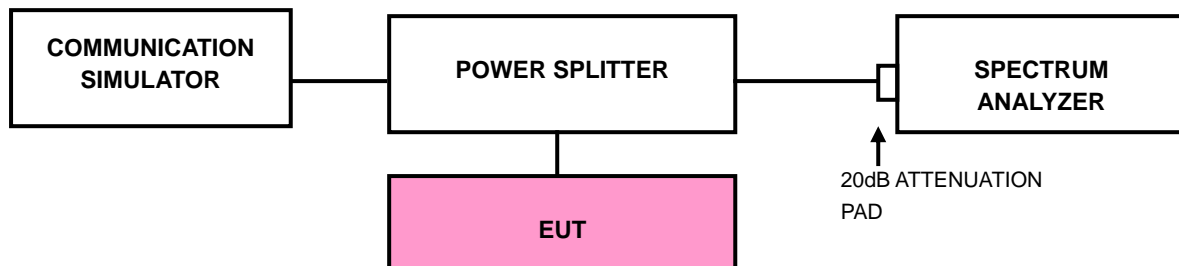 COMMUNICATION
SIMULATOR
POWER SPLITTER
SPECTRUM
ANALYZER
20dB ATTENUATION
PAD
EUT